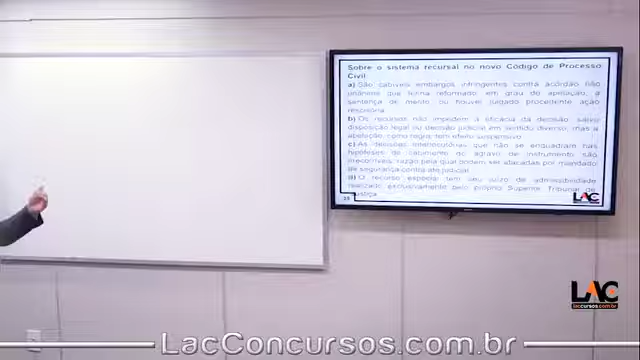 Sobre o sistema recursal no novo Código de Processo
Civil:
a) São cabíveis embargos infringentes contra acórdão não
unânime que tenha reformado, em grau de apelação, a
sentença de mérito, ou houver julgado procedente ação
rescisória.
b) Os recursos não impedem a eficácia da decisão, salvo
disposição legal ou decisão judicial em sentido diverso, mas a
apelação, como regra, tem efeito suspensivo.
c) As decisões interlocutórias que não se enquadram nas
hipóteses de cabimento do agravo de instrumento são
irrecorríveis, razão pela qual podem ser atacadas por mandado
de segurança contra ato judicial.
d) O recurso especial tem seu juízo de admissibilidade
realizado exclusivamente pelo próprio Superior Tribunal de
Justiça.
LAC
LAC
lacconcursos.com.br
LacConcursos.com.br